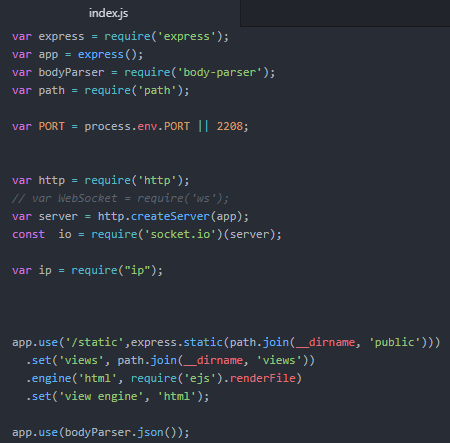 index.js
var express = require('express');
var app = express();
var bodyParser = require('body-parser');
var path = require('path');
var PORT = process.env.PORT || 2208;
var http = require('http');
// var WebSocket = require('ws');
var server = http.createServer(app);
const  io = require('socket.io')(server);
var ip = require("ip");
app.use('/static',express.static(path.join(__dirname, 'public')))
  .set('views', path.join(__dirname, 'views'))
  .engine('html', require('ejs').renderFile)
  .set('view engine', 'html');
app.use(bodyParser.json());